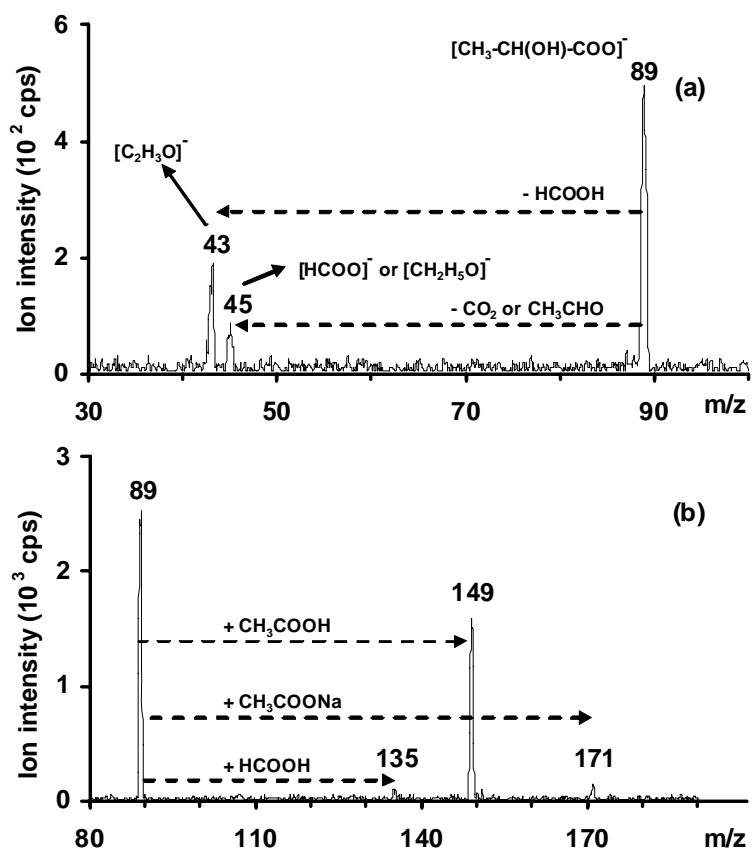 6
[CH₃-CH(OH)-COO]⁻
89
(a)
[C₂H₃O]⁻
4
- HCOOH
43
[HCOO]⁻ or [CH₂H₅O]⁻
2
45
- CO₂ or CH₃CHO
0
Ion intensity (10⁻² cps)
30 50 70 90 m/z
3
89
(b)
2
149
+ CH₃COOH
1
+ CH₃COONa
135 171
+ HCOOH
0
Ion intensity (10³ cps)
80 110 140 170 m/z